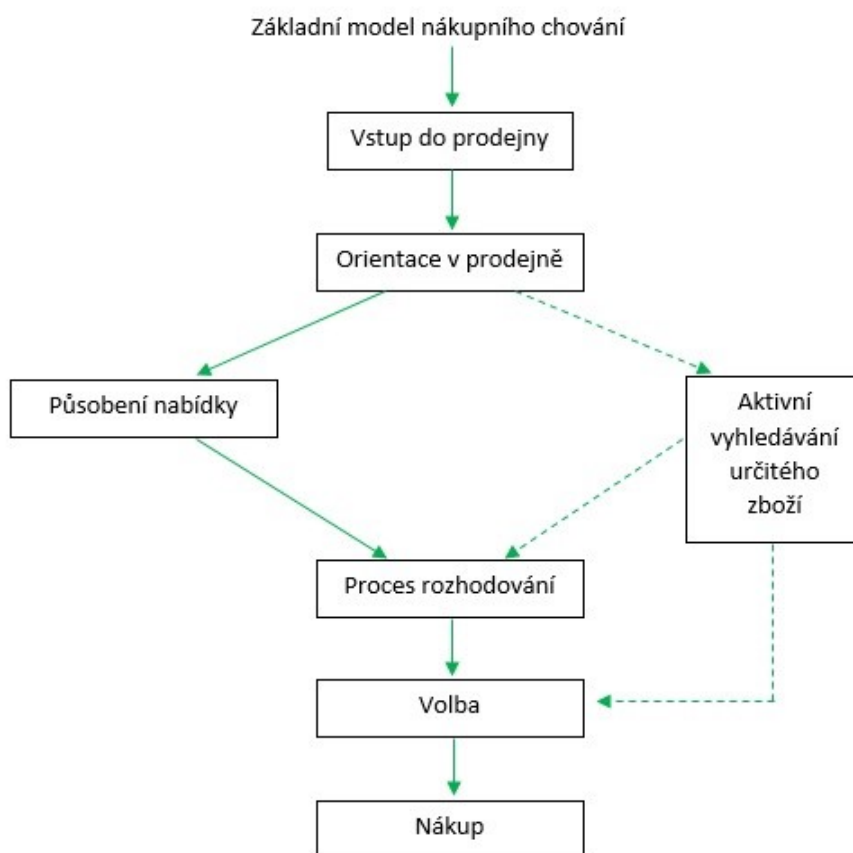 Základní model nákupního chování
Vstup do prodejny
Orientace v prodejně
Působení nabídky
Aktivní
vyhledávání
určitého
zboží
Proces rozhodování
Volba
Nákup